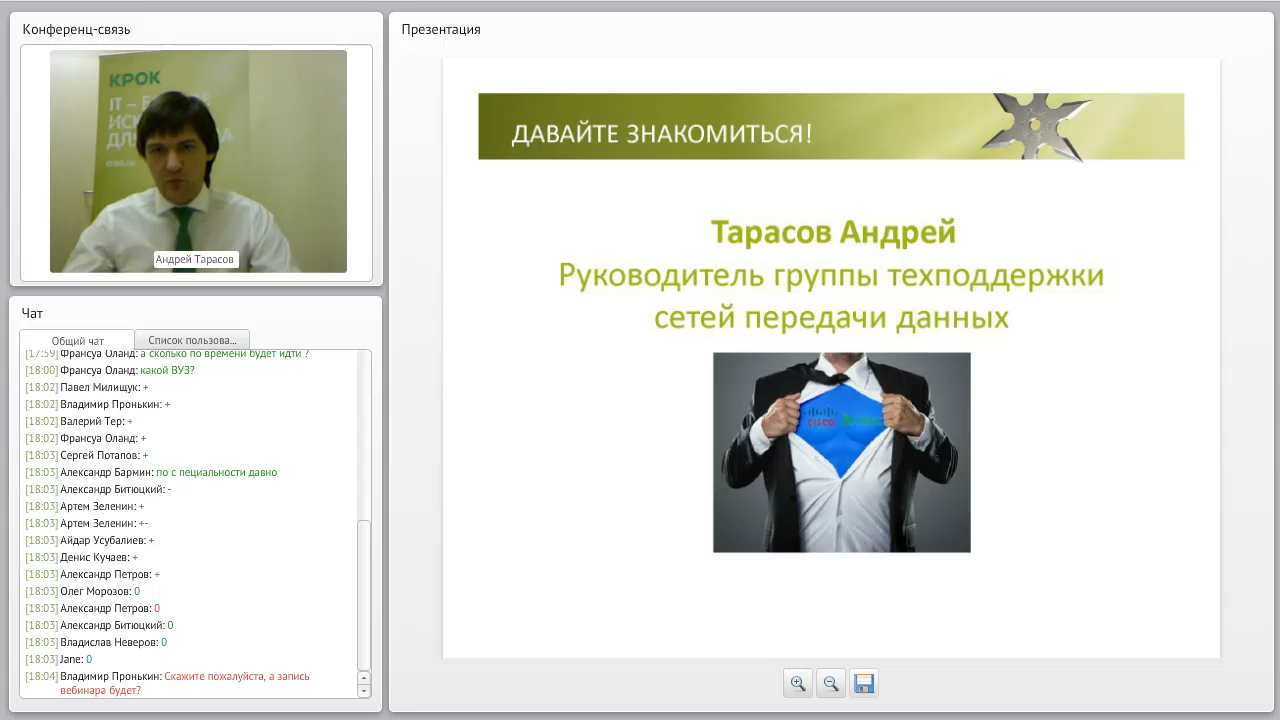 Конференц-связь
КРОК
Андрей Тарасов
Чат
Общий чат
Список пользова...
[17:59] Франсуа Оланд: а сколько по времени будет идти ?
[18:00] Франсуа Оланд: какой ВУЗ?
[18:02] Павел Милищук: +
[18:02] Владимир Пронькин: +
[18:02] Валерий Тер: +
[18:02] Франсуа Оланд: +
[18:03] Сергей Потапов: +
[18:03] Александр Бармин: по с пециальности давно
[18:03] Александр Битюцкий: -
[18:03] Артем Зеленин: +
[18:03] Артем Зеленин: +-
[18:03] Айдар Усубалиев: +
[18:03] Денис Кучаев: +
[18:03] Александр Петров: +
[18:03] Олег Морозов: 0
[18:03] Александр Петров: 0
[18:03] Александр Битюцкий: 0
[18:03] Владислав Неверов: 0
[18:03] Jane: 0
[18:04] Владимир Пронькин: Скажите пожалуйста, а запись
вебинара будет?
Презентация
ДАВАЙТЕ ЗНАКОМИТЬСЯ!
Тарасов Андрей
Руководитель группы техподдержки
сетей передачи данных
cisco